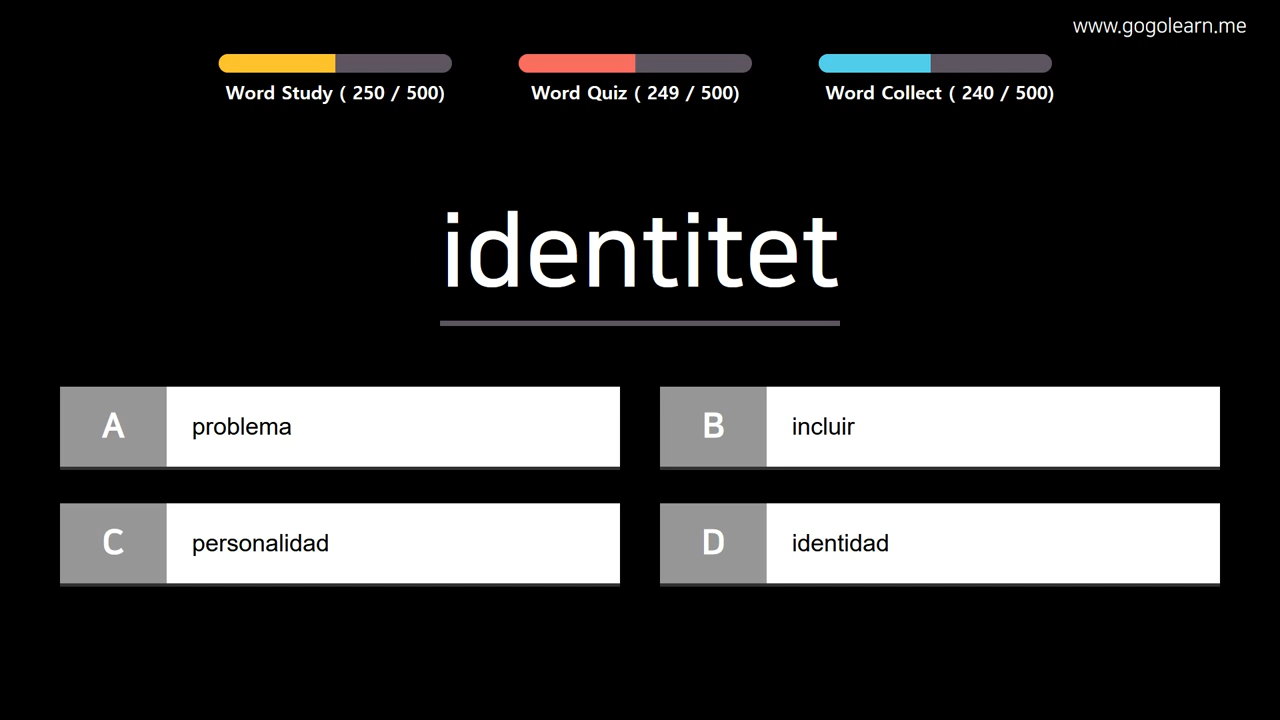 www.gogolearn.me
Word Study ( 250 / 500)
Word Quiz ( 249 / 500)
Word Collect ( 240 / 500)
identitet
A problema
B incluir
C personalidad
D identidad